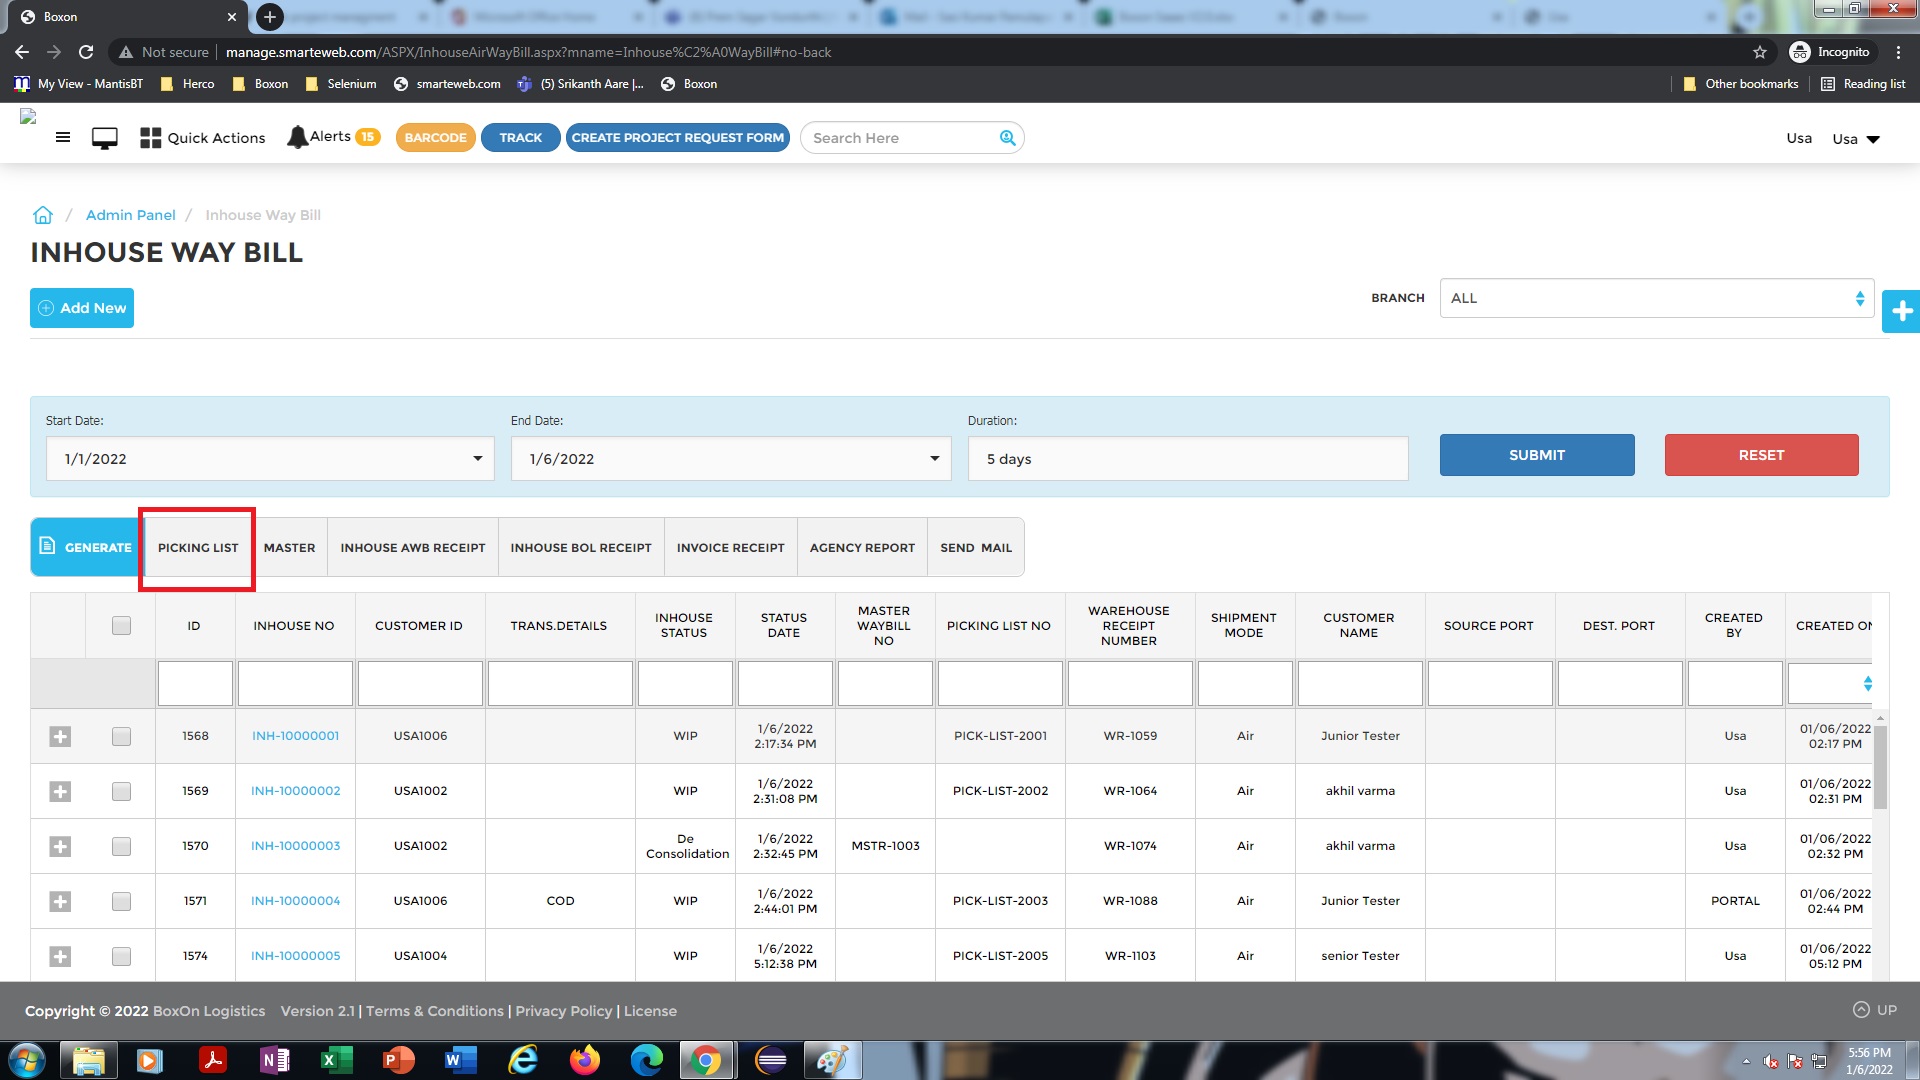 Boxon
Not secure manage.smarteweb.com/ASPX/InhouseAirWayBill.aspx?mname=Inhouse%C2%A0WayBill#no-back Incognito
My View - MantisBT Herco Boxon Selenium smarteweb.com (5) Srikanth Aare |... Boxon Other bookmarks Reading list
Quick Actions Alerts 15 BARCODE TRACK CREATE PROJECT REQUEST FORM Search Here Usa Usa
/ Admin Panel / Inhouse Way Bill
INHOUSE WAY BILL
Add New BRANCH ALL
Start Date: End Date: Duration:
1/1/2022 1/6/2022 5 days SUBMIT RESET
GENERATE PICKING LIST MASTER INHOUSE AWB RECEIPT INHOUSE BOL RECEIPT INVOICE RECEIPT AGENCY REPORT SEND MAIL
ID INHOUSE NO CUSTOMER ID TRANS.DETAILS INHOUSE STATUS STATUS DATE MASTER WAYBILL NO PICKING LIST NO WAREHOUSE RECEIPT NUMBER SHIPMENT MODE CUSTOMER NAME SOURCE PORT DEST. PORT CREATED BY CREATED ON
1568 INH-10000001 USA1006 WIP 1/6/2022 2:17:34 PM PICK-LIST-2001 WR-1059 Air Junior Tester Usa 01/06/2022 02:17 PM
1569 INH-10000002 USA1002 WIP 1/6/2022 2:31:08 PM PICK-LIST-2002 WR-1064 Air akhil varma Usa 01/06/2022 02:31 PM
1570 INH-10000003 USA1002 De Consolidation 1/6/2022 2:32:45 PM MSTR-1003 WR-1074 Air akhil varma Usa 01/06/2022 02:32 PM
1571 INH-10000004 USA1006 COD WIP 1/6/2022 2:44:01 PM PICK-LIST-2003 WR-1088 Air Junior Tester PORTAL 01/06/2022 02:44 PM
1574 INH-10000005 USA1004 WIP 1/6/2022 5:12:38 PM PICK-LIST-2005 WR-1103 Air senior Tester Usa 01/06/2022 05:12 PM
Copyright © 2022 BoxOn Logistics Version 2.1 | Terms & Conditions | Privacy Policy | License UP
5:56 PM
1/6/2022